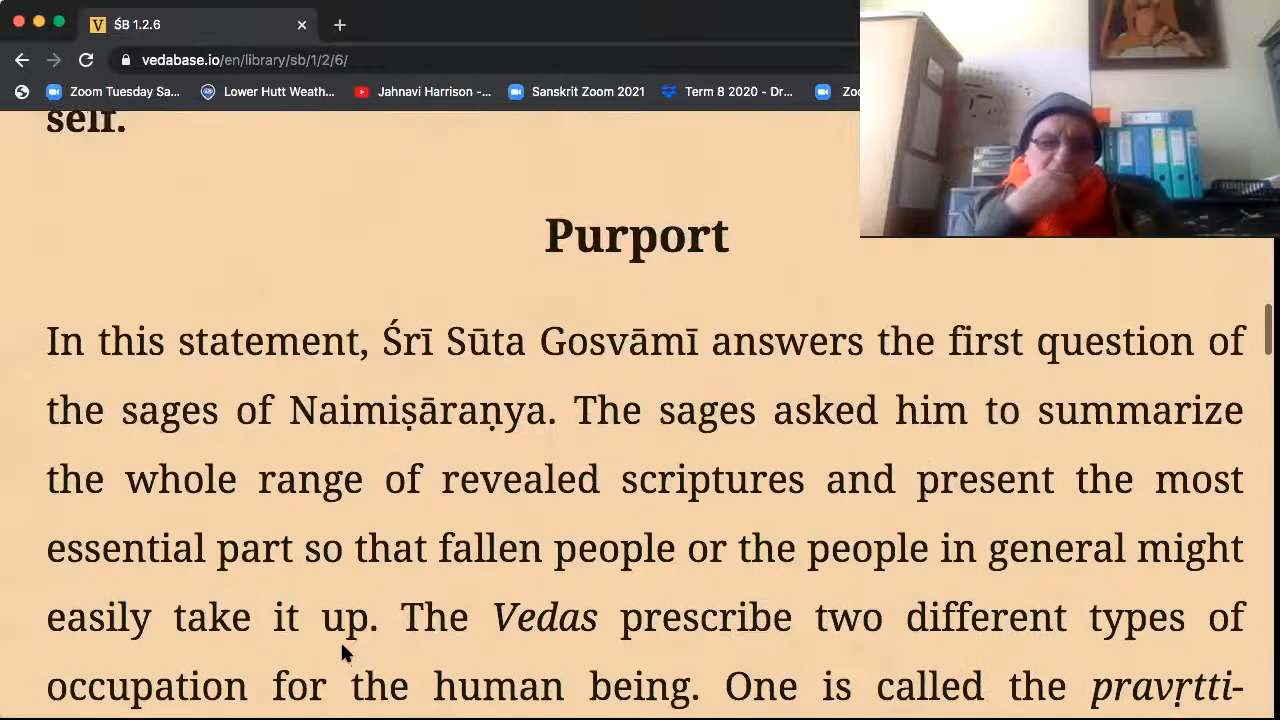 ŚB 1.2.6
vedabase.io/en/library/sb/1/2/6/
Zoom Tuesday Sa...
Lower Hutt Weath...
Jahnavi Harrison -...
Sanskrit Zoom 2021
Term 8 2020 - Dr...
Zo
self.
Purport
In this statement, Śrī Sūta Gosvāmī answers the first question of
the sages of Naimiṣāraṇya. The sages asked him to summarize
the whole range of revealed scriptures and present the most
essential part so that fallen people or the people in general might
easily take it up. The Vedas prescribe two different types of
occupation for the human being. One is called the pravṛtti-